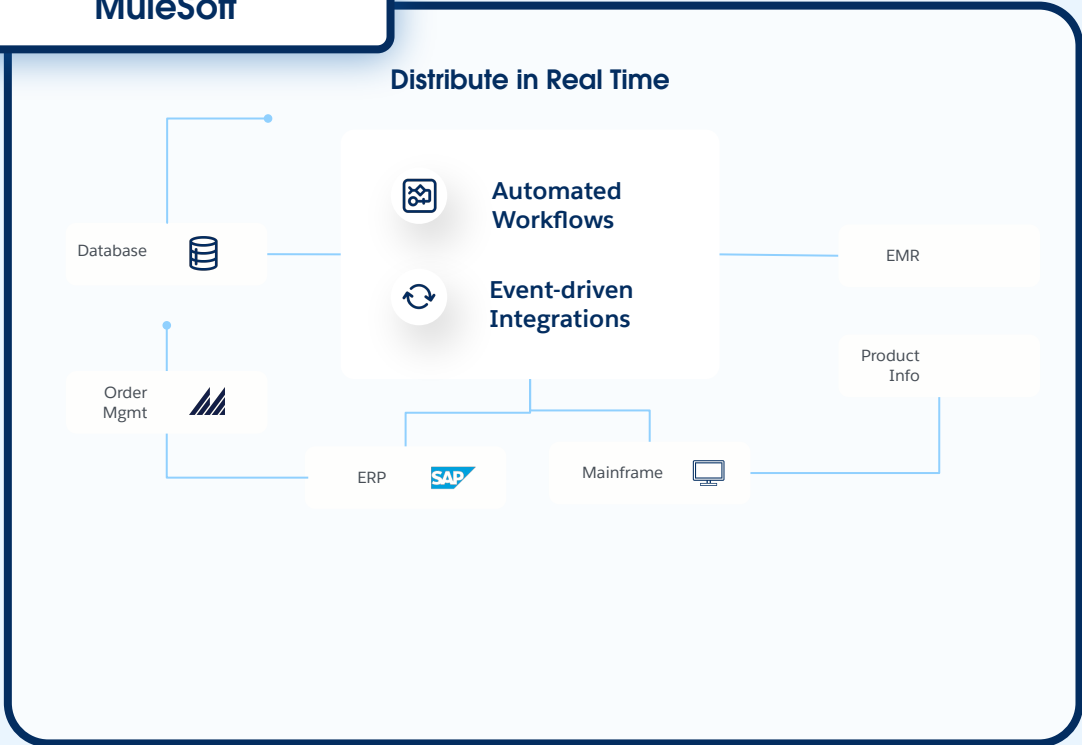 MuleSoft
Distribute in Real Time
Automated
Workflows
Database
EMR
Event-driven
Integrations
Product
Info
Order
Mgmt
ERP
SAP
Mainframe